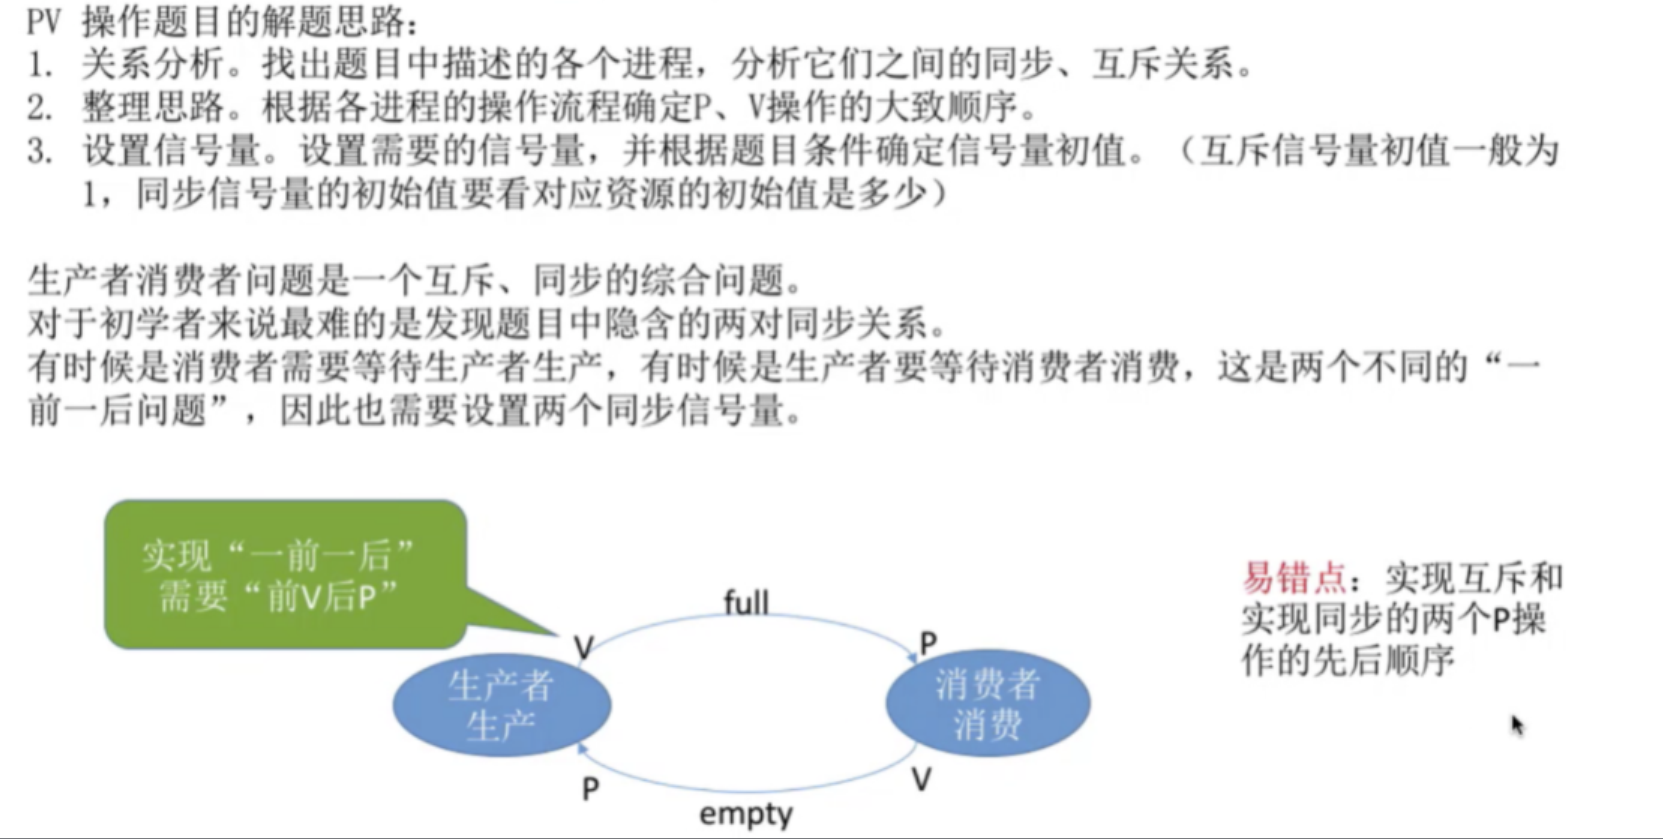 PV 操作题目的解题思路：
1. 关系分析。找出题目中描述的各个进程，分析它们之间的同步、互斥关系。
2. 整理思路。根据各进程的操作流程确定P、V操作的大致顺序。
3. 设置信号量。设置需要的信号量，并根据题目条件确定信号量初值。（互斥信号量初值一般为
1，同步信号量的初始值要看对应资源的初始值是多少）
生产者消费者问题是一个互斥、同步的综合问题。
对于初学者来说最难的是发现题目中隐含的两对同步关系。
有时候是消费者需要等待生产者生产，有时候是生产者要等待消费者消费，这是两个不同的“一
前一后问题”，因此也需要设置两个同步信号量。
实现“一前一后”
需要“前V后P”
full
V
P
生产者
生产
消费者
消费
P
V
empty
易错点：实现互斥和
实现同步的两个P操
作的先后顺序